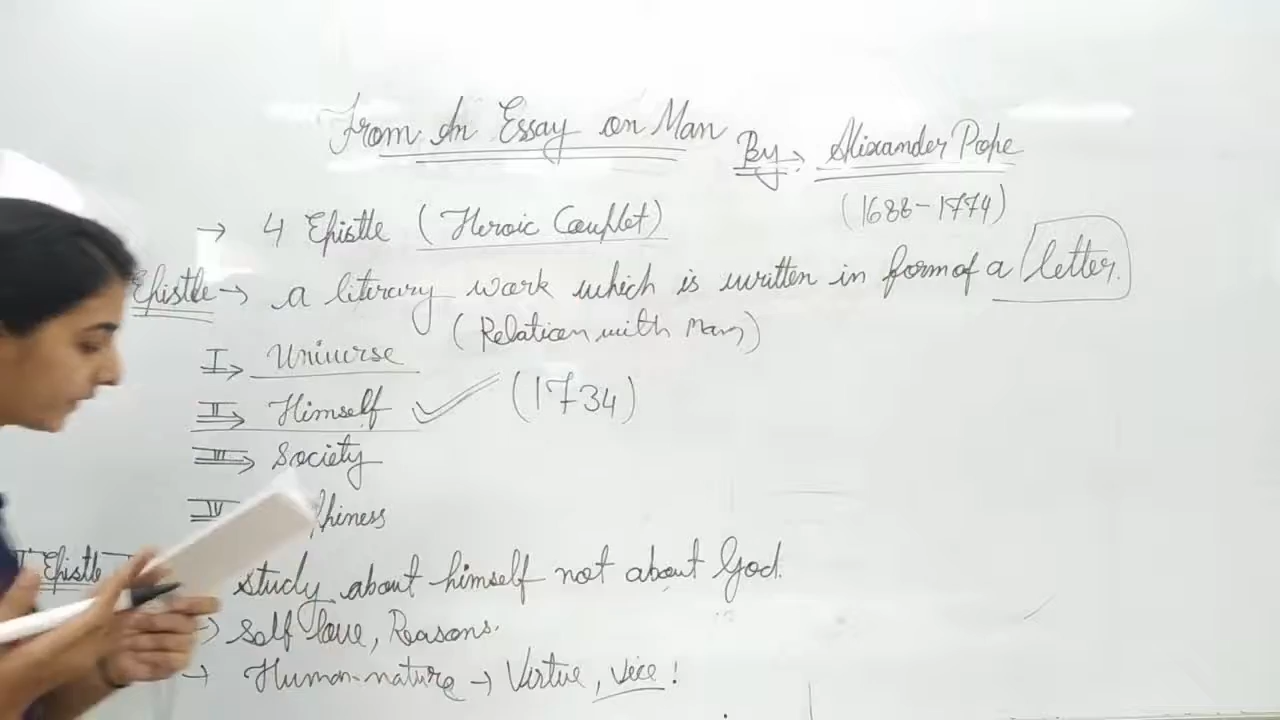 From An Essay on Man By: Alixander Pope
(1688-1774)
→ 4 Epistle (Heroic Couplet)
Epistle → a literary work which is written in form of a letter.
(Relation with Man)
I → Universe
II → Himself ✓ (1734)
III → Society
IV
Epistle study about himself not about God.
→ Self love, Reasons.
→ Human-nature → Virtue, Vice!